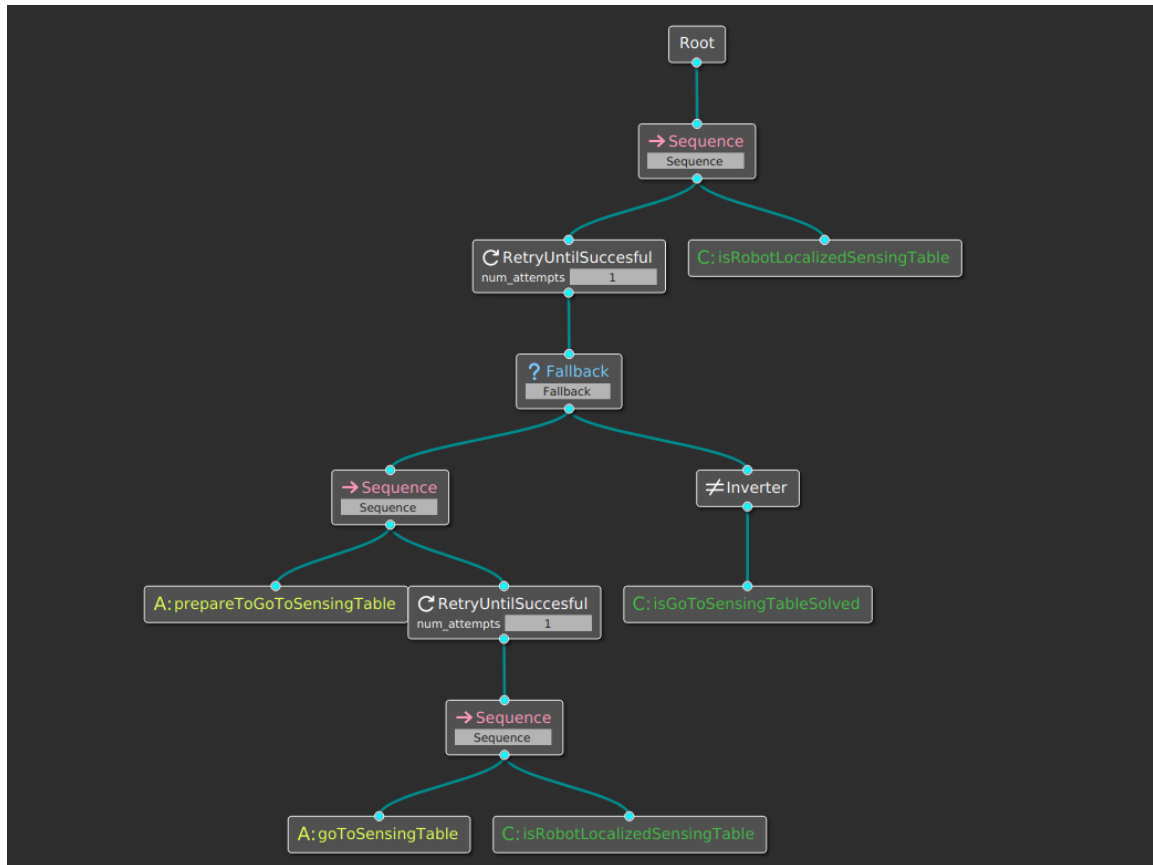 Root
→Sequence
Sequence
RetryUntilSuccesful
num_attempts 1
C:isRobotLocalizedSensingTable
? Fallback
Fallback
→Sequence
Sequence
≠Inverter
A:prepareToGoToSensingTable
RetryUntilSuccesful
num_attempts 1
C:isGoToSensingTableSolved
→Sequence
Sequence
A:goToSensingTable
C:isRobotLocalizedSensingTable